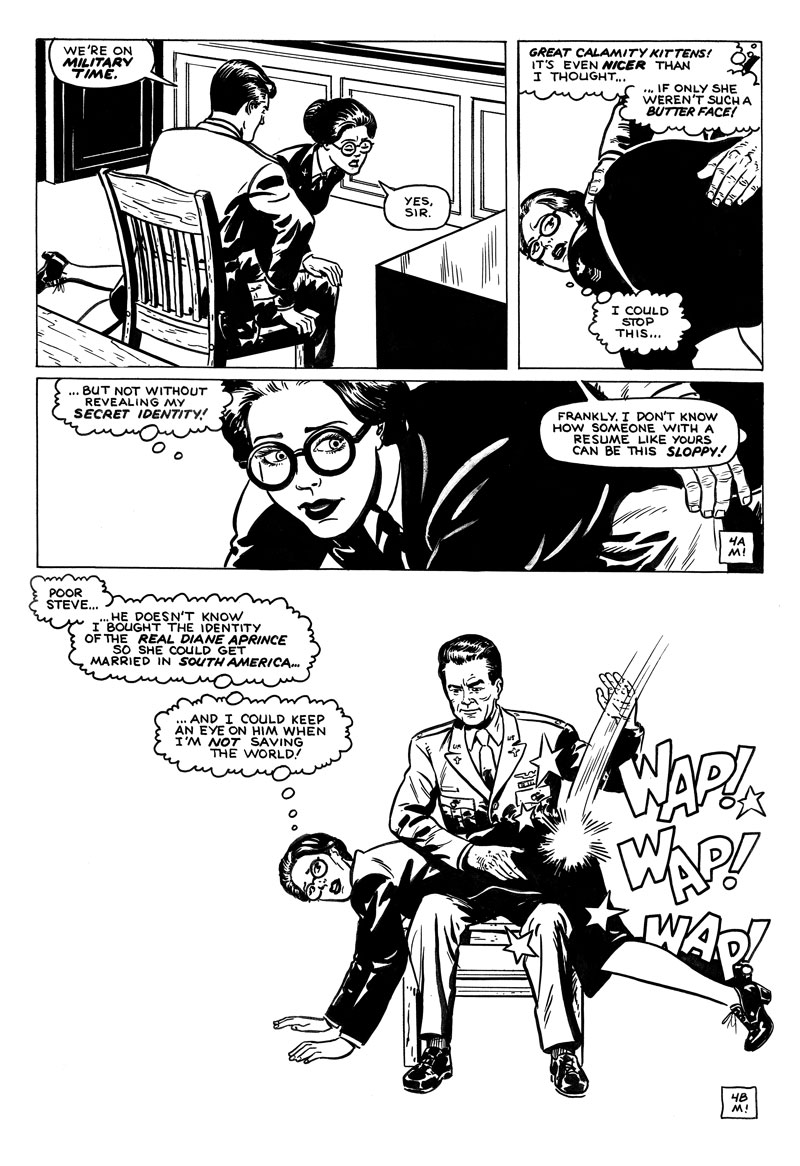 WE'RE ON
MILITARY
TIME.
YES,
SIR.
GREAT CALAMITY KITTENS!
IT'S EVEN NICER THAN
I THOUGHT...
... IF ONLY SHE
WEREN'T SUCH A
BUTTER FACE!
I COULD
STOP
THIS...
... BUT NOT WITHOUT
REVEALING MY
SECRET IDENTITY!
FRANKLY, I DON'T KNOW
HOW SOMEONE WITH A
RESUME LIKE YOURS
CAN BE THIS SLOPPY!
4A
M!
POOR
STEVE...
...HE DOESN'T KNOW
I BOUGHT THE IDENTITY
OF THE REAL DIANE APRINCE
SO SHE COULD GET
MARRIED IN SOUTH AMERICA...
...AND I COULD KEEP
AN EYE ON HIM WHEN
I'M NOT SAVING
THE WORLD!
WAP!
WAP!
WAP!
4B
M!